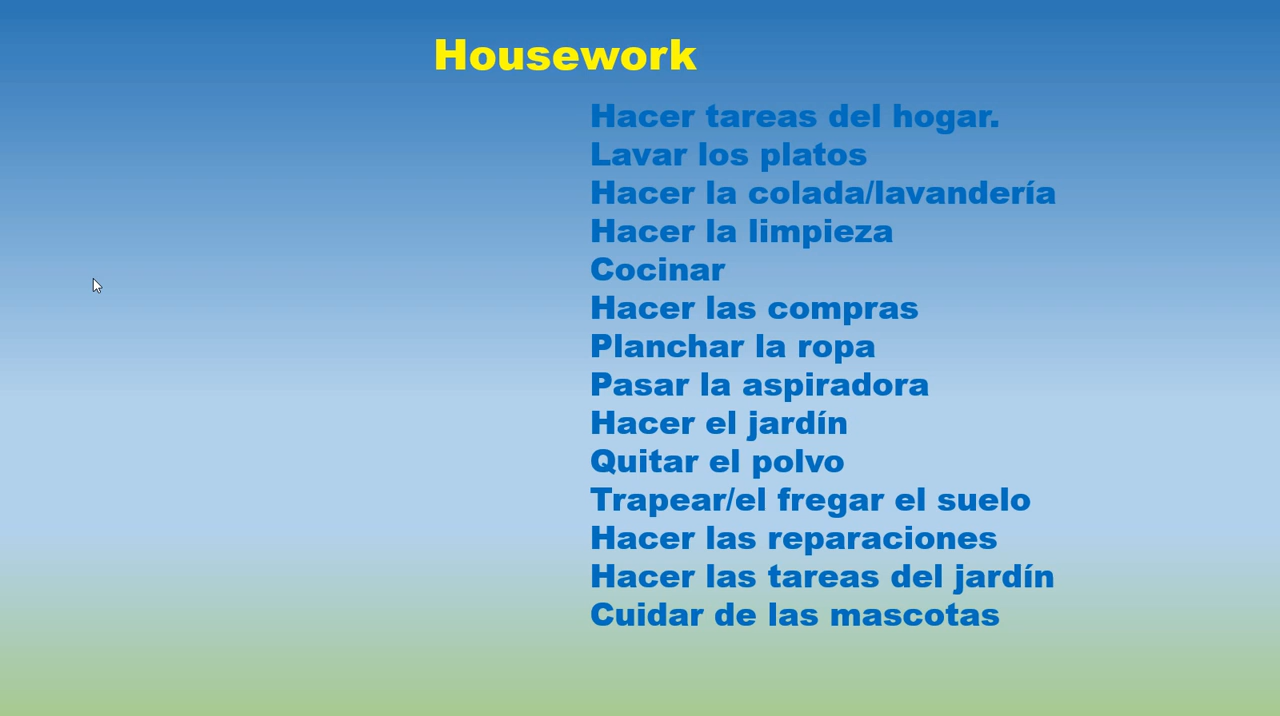 Housework
Hacer tareas del hogar.
Lavar los platos
Hacer la colada/lavandería
Hacer la limpieza
Cocinar
Hacer las compras
Planchar la ropa
Pasar la aspiradora
Hacer el jardín
Quitar el polvo
Trapear/el fregar el suelo
Hacer las reparaciones
Hacer las tareas del jardín
Cuidar de las mascotas